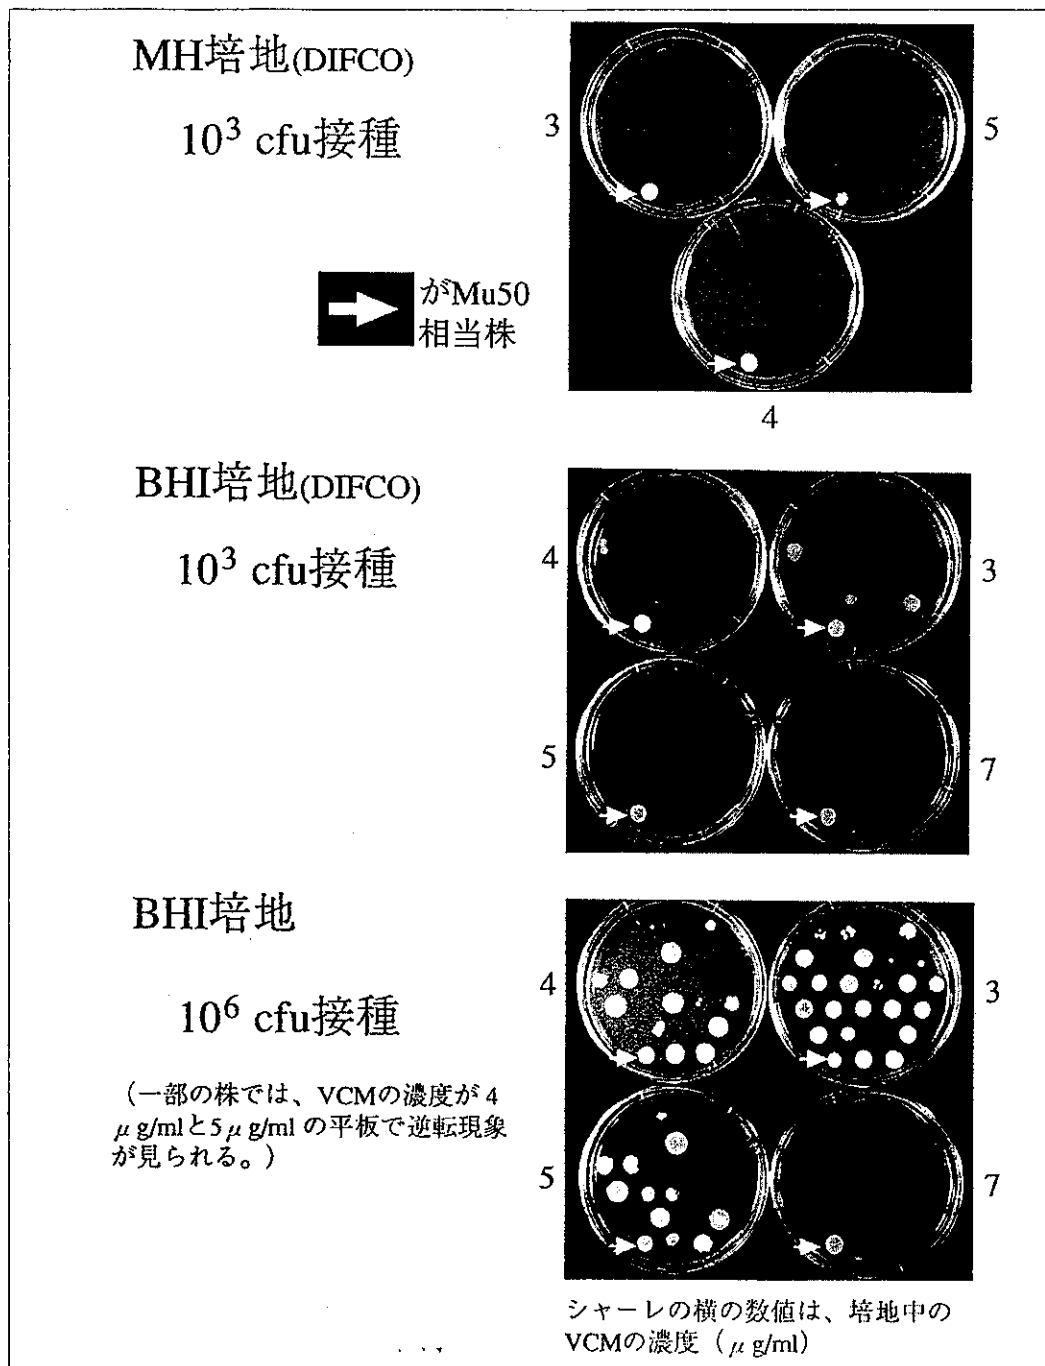 MH培地(DIFCO)
10³ cfu接種
3
5
4
がMu50
相当株
BHI培地(DIFCO)
10³ cfu接種
4
3
5
7
BHI培地
10⁶ cfu接種
（一部の株では、VCMの濃度が 4
μg/mlと5μg/ml の平板で逆転現象
が見られる。）
4
3
5
7
シャーレの横の数値は、培地中の
VCMの濃度（μg/ml）